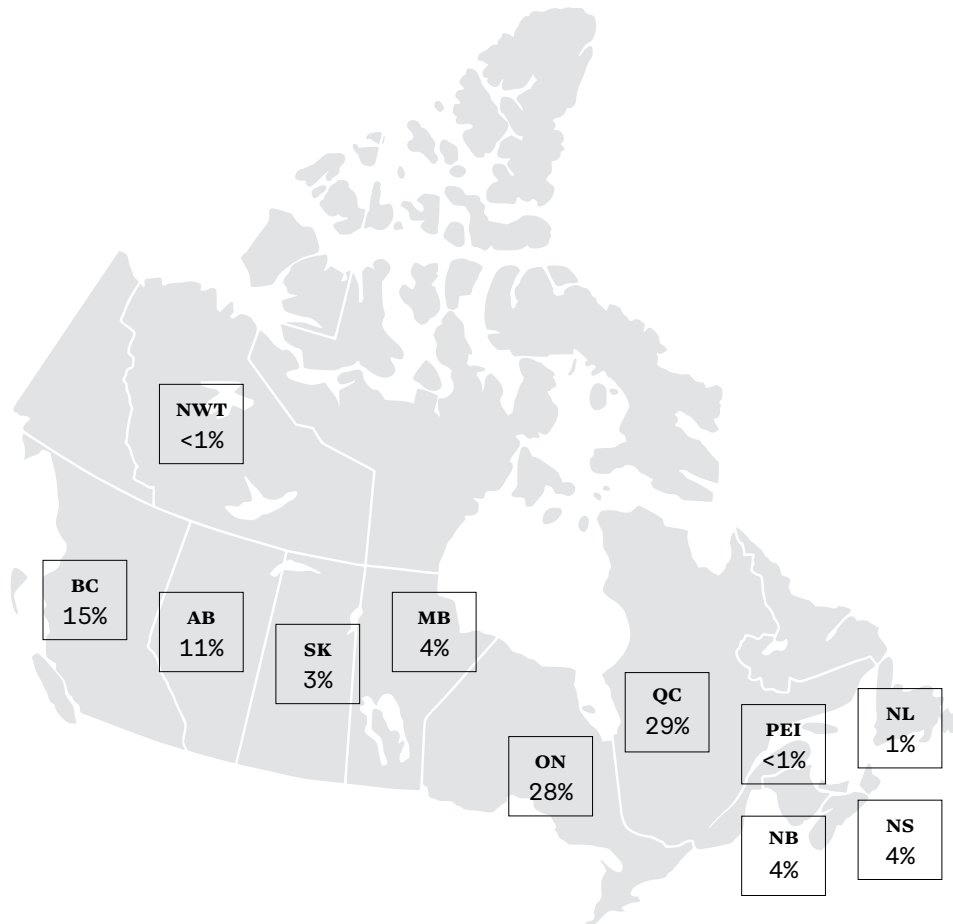 NWT
<1%
BC
15%
AB
11%
SK
3%
MB
4%
ON
28%
QC
29%
PEI
<1%
NL
1%
NB
4%
NS
4%